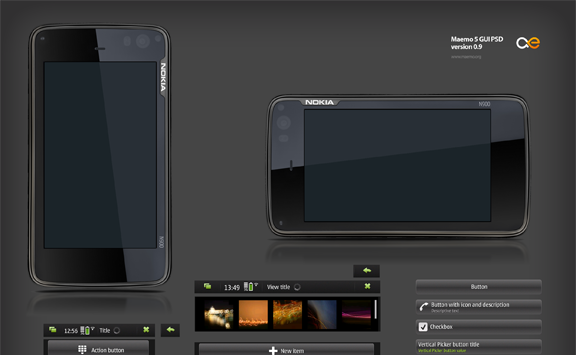 Maemo 5 GUI PSD
version 0.9
NOKIA
N900
NOKIA
N900
12:56
Title
Action button
13:49
View title
New item
Button
Button with icon and description
Description text
Checkbox
Vertical Picker button title
Vertical Picker button value